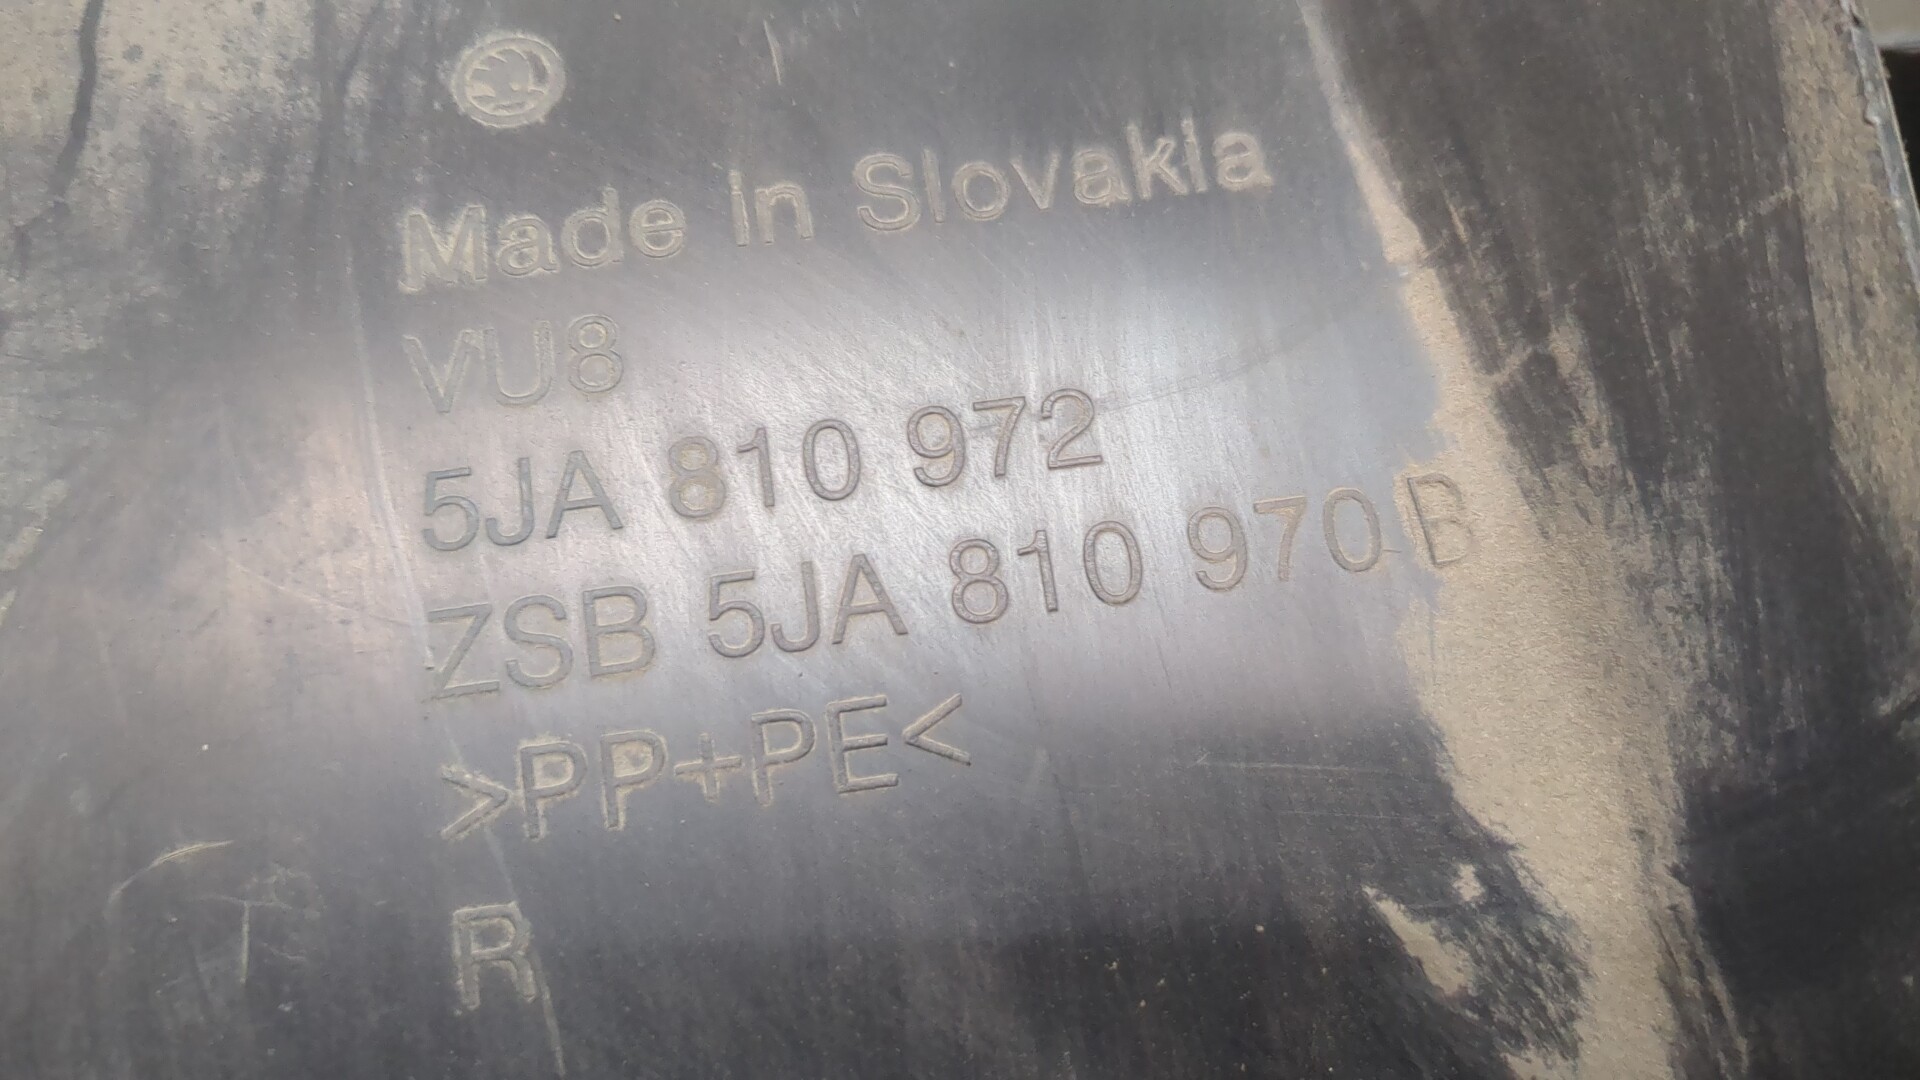 Made in Slovakia
VU8
5JA 810 972
ZSB 5JA 810 970 B
>PP+PE<
R